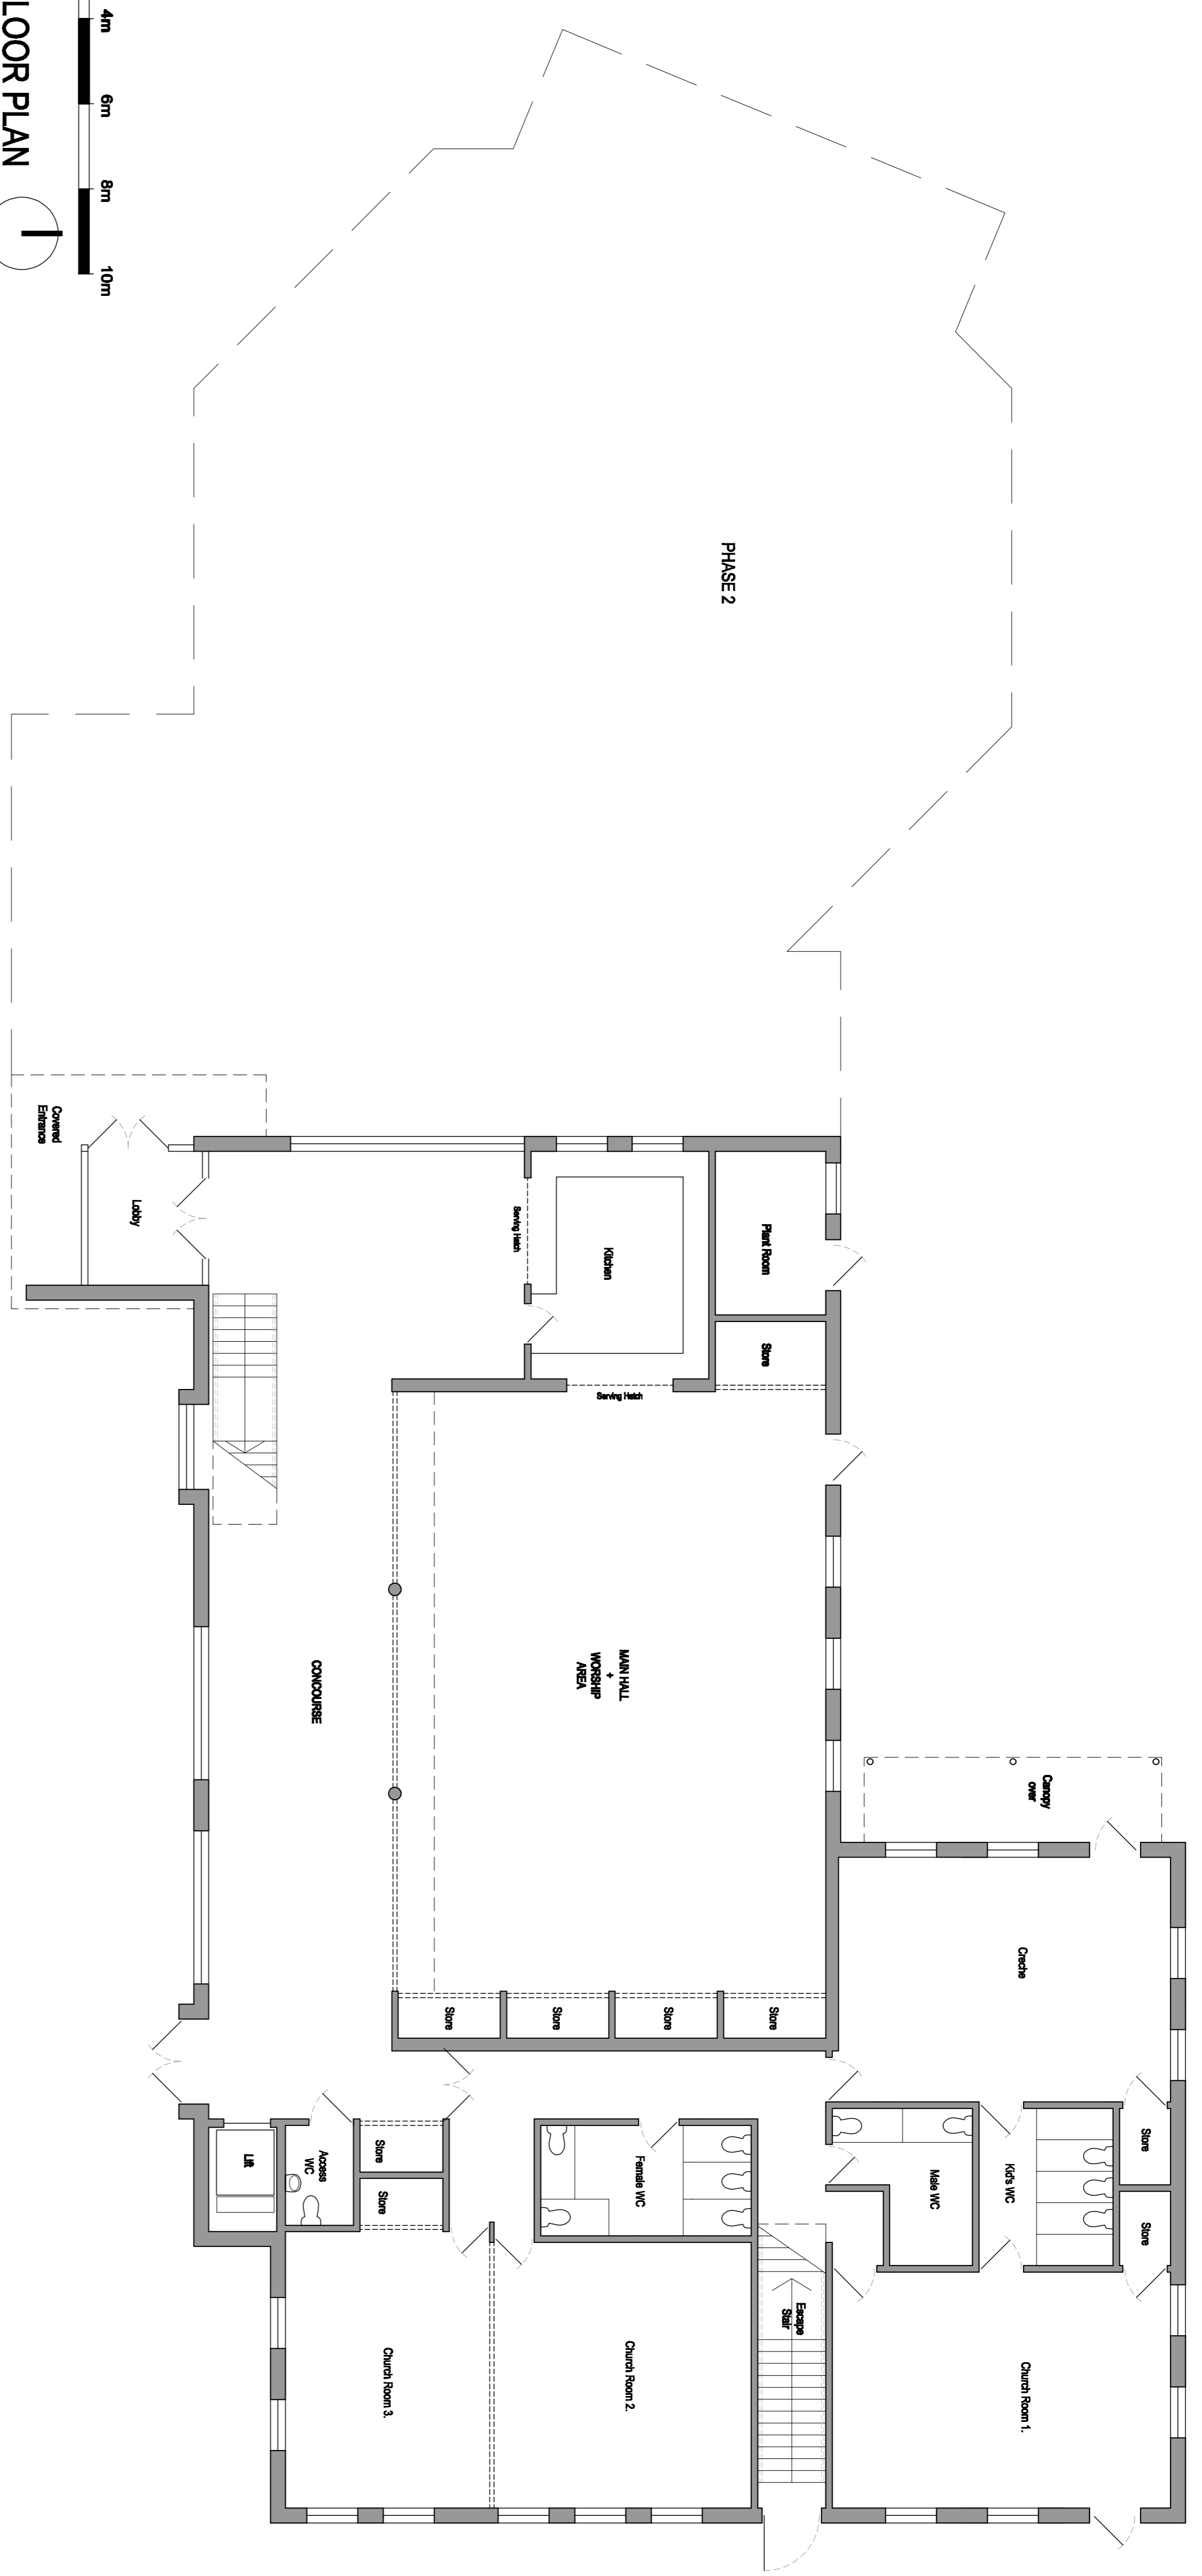 PHASE 2
Canopy
over
Creche
Store
Store
Kid's WC
Male WC
Church Room 1.
Plant Room
Store
Kitchen
Serving Hatch
Serving Hatch
MAIN HALL
+
WORSHIP
AREA
Store
Store
Store
Store
Female WC
Escape
Stair
Church Room 2.
Church Room 3.
CONCOURSE
Store
Store
Access
WC
Lift
Lobby
Covered
Entrance
4m
6m
8m
10m
LOOR PLAN